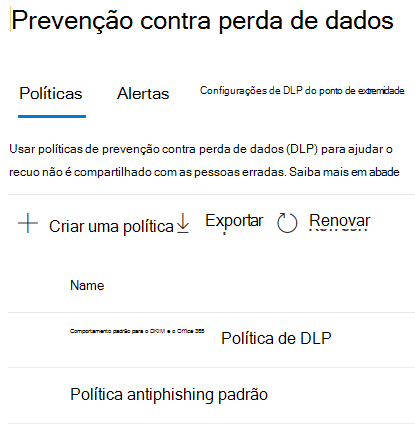 Prevenção contra perda de dados
Políticas Alertas Configurações de DLP do ponto de extremidade
Usar políticas de prevenção contra perda de dados (DLP) para ajudar o
recuo não é compartilhado com as pessoas erradas. Saiba mais em abade
Criar uma política Exportar Renovar
Name
Comportamento padrão para o DKIM e o Office 365 Política de DLP
Política antiphishing padrão